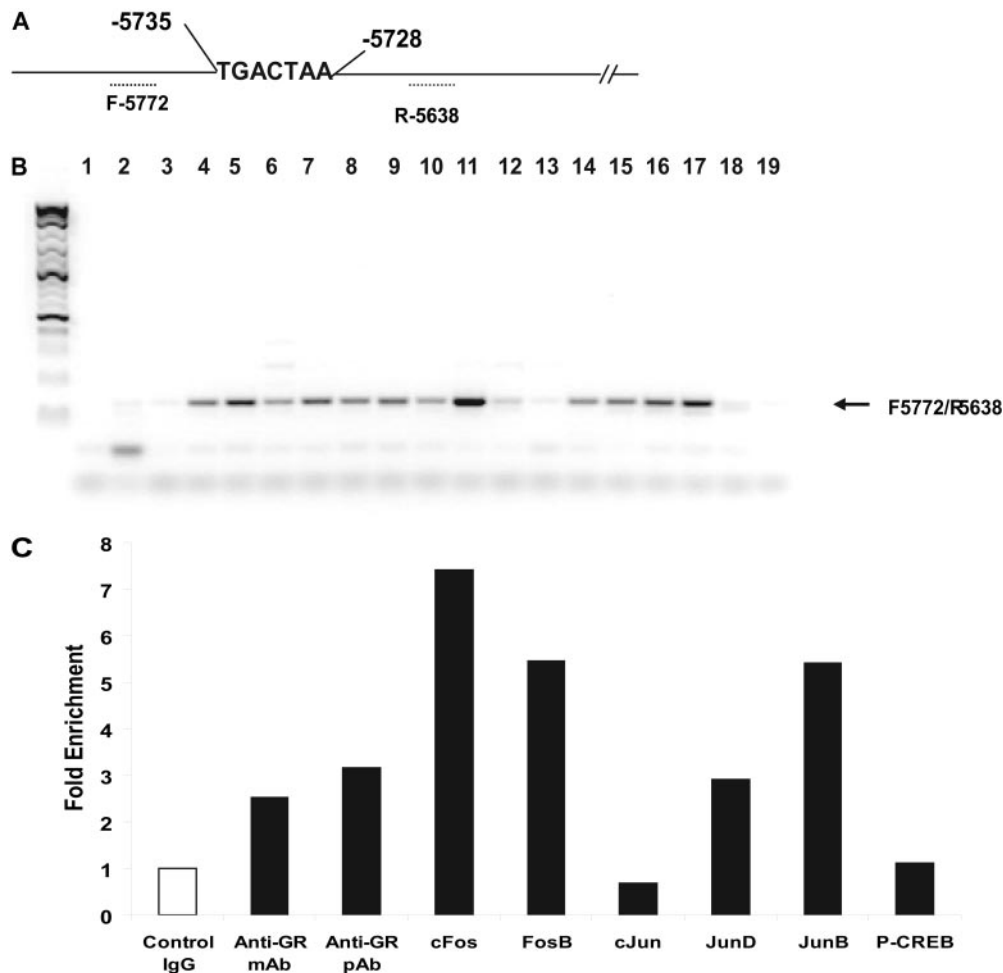 A
-5735
-5728
TGACTAA
//
F-5772
R-5638
B 1 2 3 4 5 6 7 8 9 10 11 12 13 14 15 16 17 18 19
F5772/R5638
C
Fold Enrichment
8
7
6
5
4
3
2
1
0
Control IgG
Anti-GR mAb
Anti-GR pAb
cFos
FosB
cJun
JunD
JunB
P-CREB